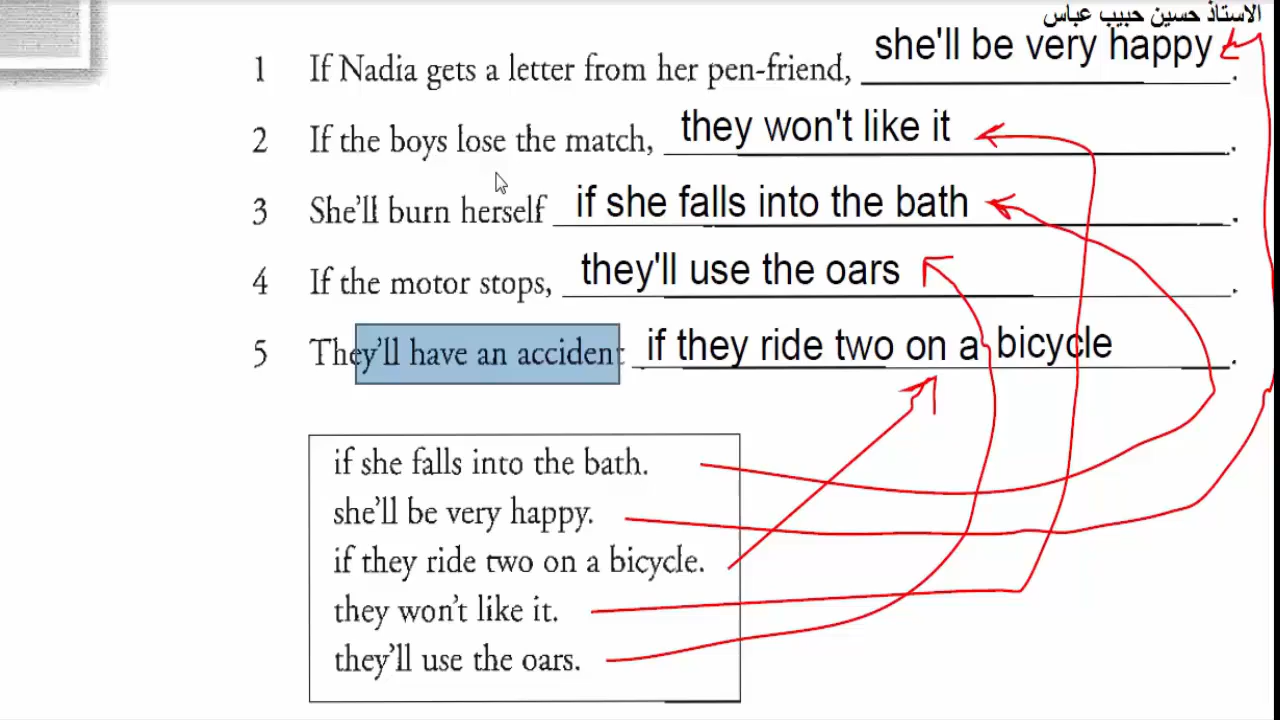 الاستاذ حسين حبيب عباس
1 If Nadia gets a letter from her pen-friend, she'll be very happy.
2 If the boys lose the match, they won't like it.
3 She'll burn herself if she falls into the bath.
4 If the motor stops, they'll use the oars.
5 They'll have an accident if they ride two on a bicycle.
if she falls into the bath.
she'll be very happy.
if they ride two on a bicycle.
they won't like it.
they'll use the oars.